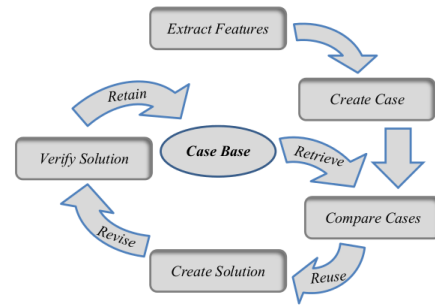 Extract Features
Create Case
Retain
Case Base
Retrieve
Verify Solution
Compare Cases
Revise
Reuse
Create Solution